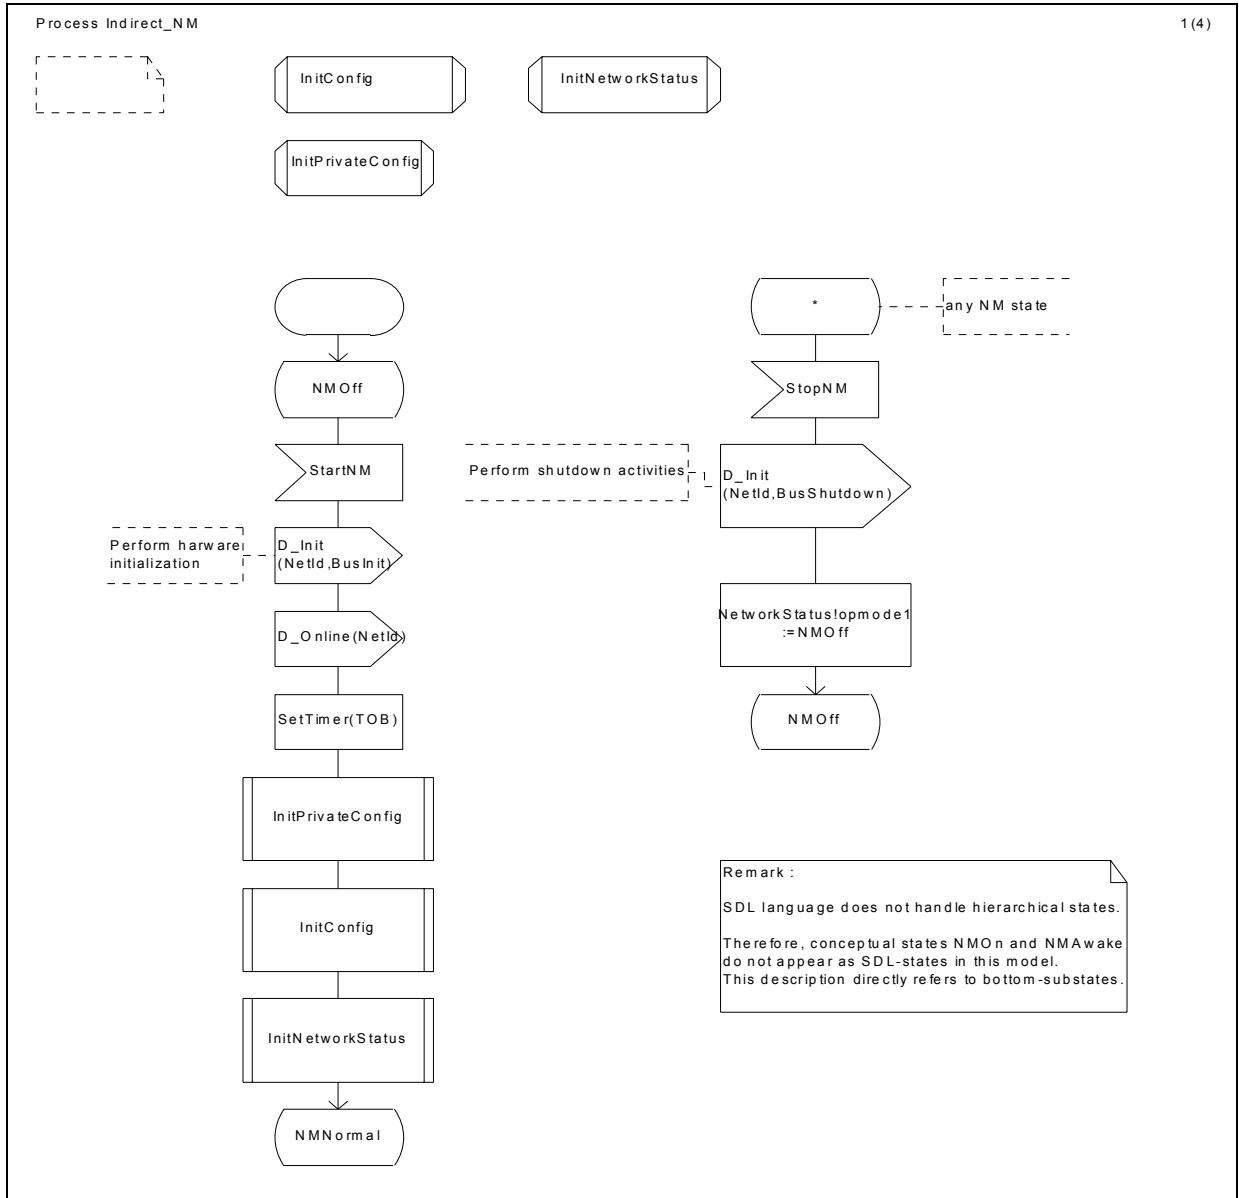 Process Indirect_NM
1(4)
InitConfig
InitNetworkStatus
InitPrivateConfig
NMOff
StartNM
Perform harware
initialization
D_Init
(NetId,BusInit)
D_Online(NetId)
SetTimer(TOB)
InitPrivateConfig
InitConfig
InitNetworkStatus
NMNormal
*
any NM state
StopNM
Perform shutdown activities
D_Init
(NetId,BusShutdown)
NetworkStatus!opmode1
:=NMOff
NMOff
Remark :
SDL language does not handle hierarchical states.
Therefore, conceptual states NMOn and NMAwake
do not appear as SDL-states in this model.
This description directly refers to bottom-substates.